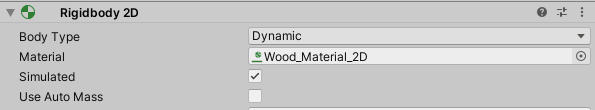 Rigidbody 2D
Body Type Dynamic
Material Wood_Material_2D
Simulated
Use Auto Mass